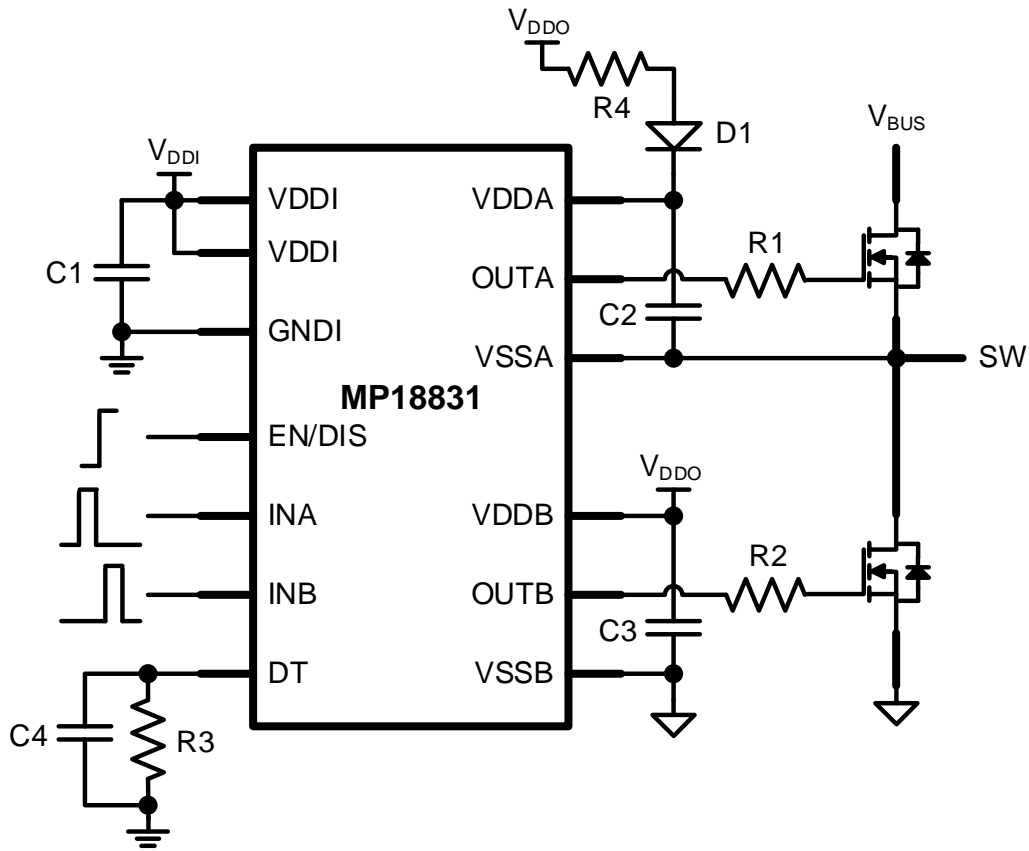 VDDO
R4
D1
VBUS
VDDI
VDDI
VDDA
R1
VDDI
C1
OUTA
C2
GNDI
VSSA
SW
MP18831
EN/DIS
VDDO
INA
VDDB
R2
INB
OUTB
C3
DT
VSSB
C4
R3